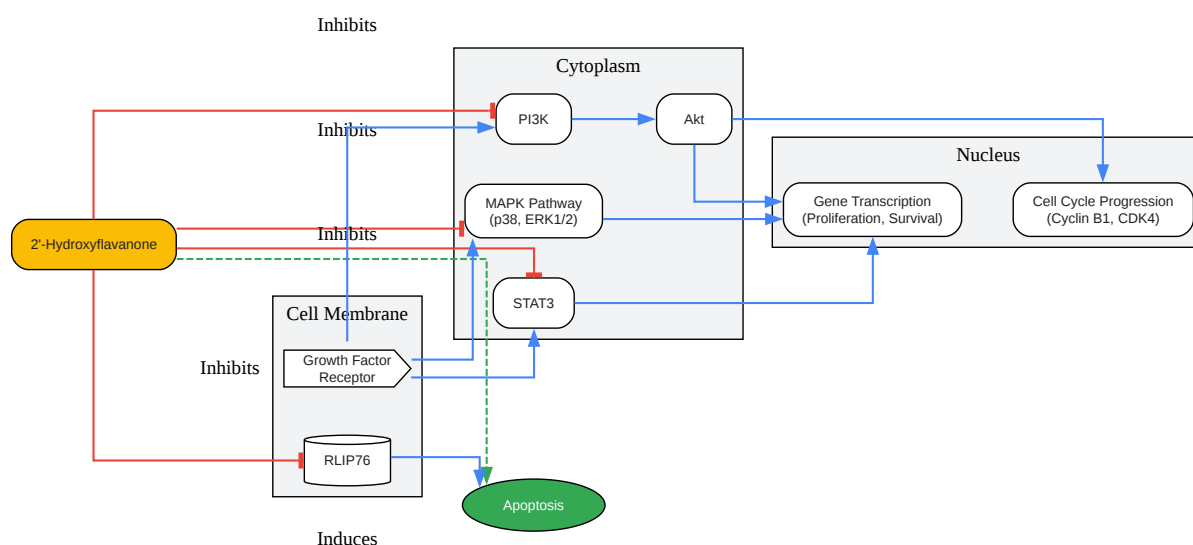 Inhibits
Cytoplasm
PI3K
Akt
Inhibits
Nucleus
MAPK Pathway
(p38, ERK1/2)
Gene Transcription
(Proliferation, Survival)
Cell Cycle Progression
(Cyclin B1, CDK4)
2'-Hydroxyflavanone
Inhibits
STAT3
Cell Membrane
Growth Factor
Receptor
Inhibits
RLIP76
Apoptosis
Induces